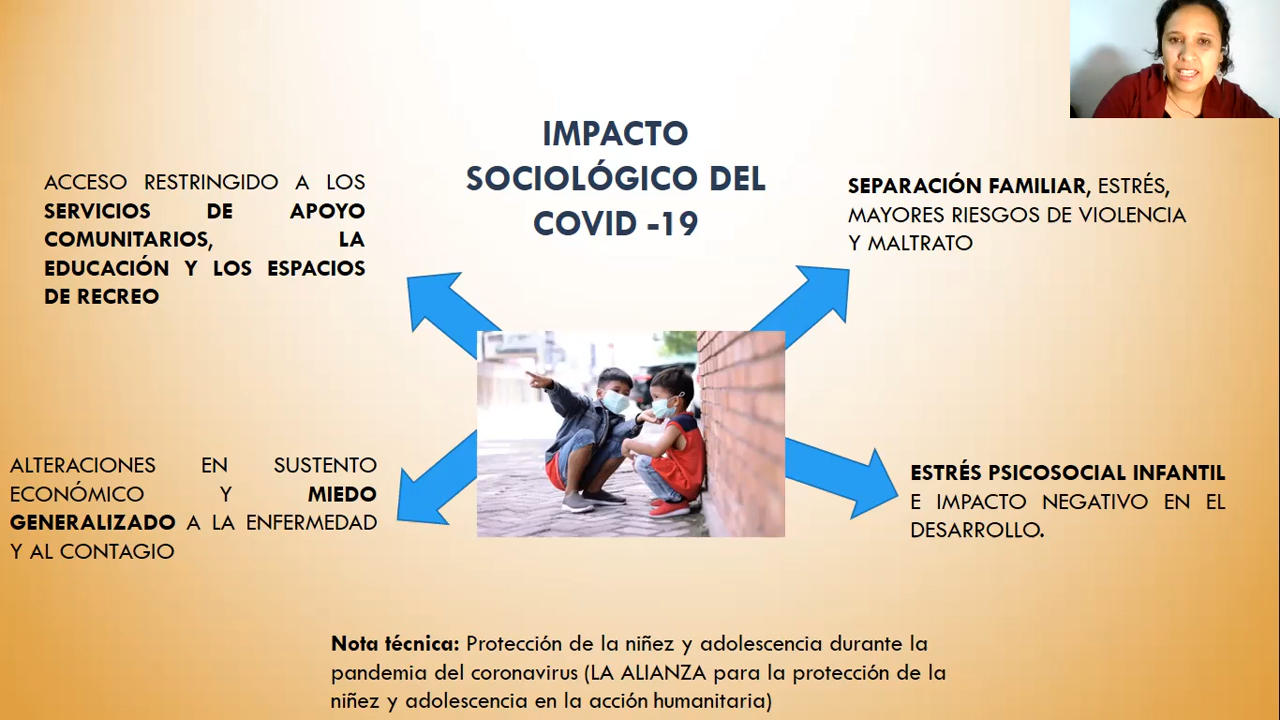 IMPACTO
SOCIOLÓGICO DEL
COVID -19
ACCESO RESTRINGIDO A LOS
SERVICIOS DE APOYO
COMUNITARIOS, LA
EDUCACIÓN Y LOS ESPACIOS
DE RECREO
SEPARACIÓN FAMILIAR, ESTRÉS,
MAYORES RIESGOS DE VIOLENCIA
Y MALTRATO
ALTERACIONES EN SUSTENTO
ECONÓMICO Y MIEDO
GENERALIZADO A LA ENFERMEDAD
Y AL CONTAGIO
ESTRÉS PSICOSOCIAL INFANTIL
E IMPACTO NEGATIVO EN EL
DESARROLLO.
Nota técnica: Protección de la niñez y adolescencia durante la
pandemia del coronavirus (LA ALIANZA para la protección de la
niñez y adolescencia en la acción humanitaria)